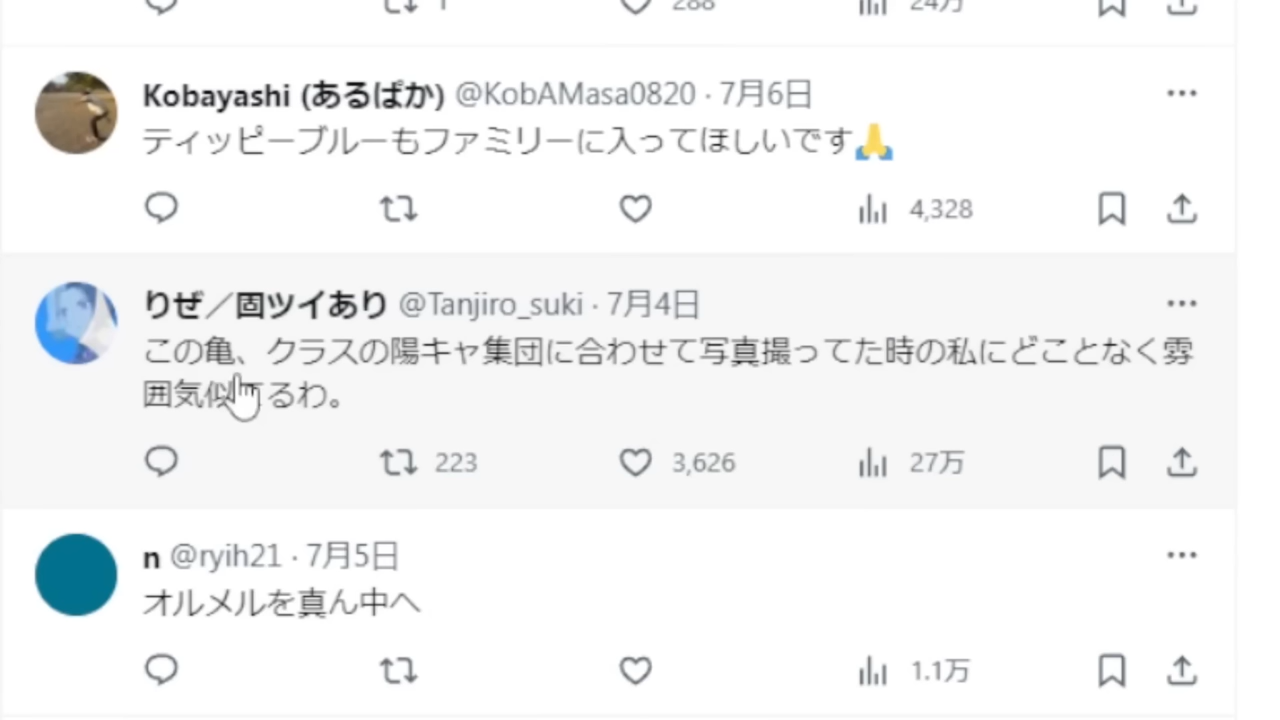 1 288 24万
Kobayashi (あるぱか) @KobAMasa0820 · 7月6日
ティッピーブルーもファミリーに入ってほしいです🙏
4,328
りぜ／固ツイあり @Tanjiro_suki · 7月4日
この亀、クラスの陽キャ集団に合わせて写真撮ってた時の私にどことなく雰
囲気似てるわ。
223 3,626 27万
n @ryih21 · 7月5日
オルメルを真ん中へ
1.1万